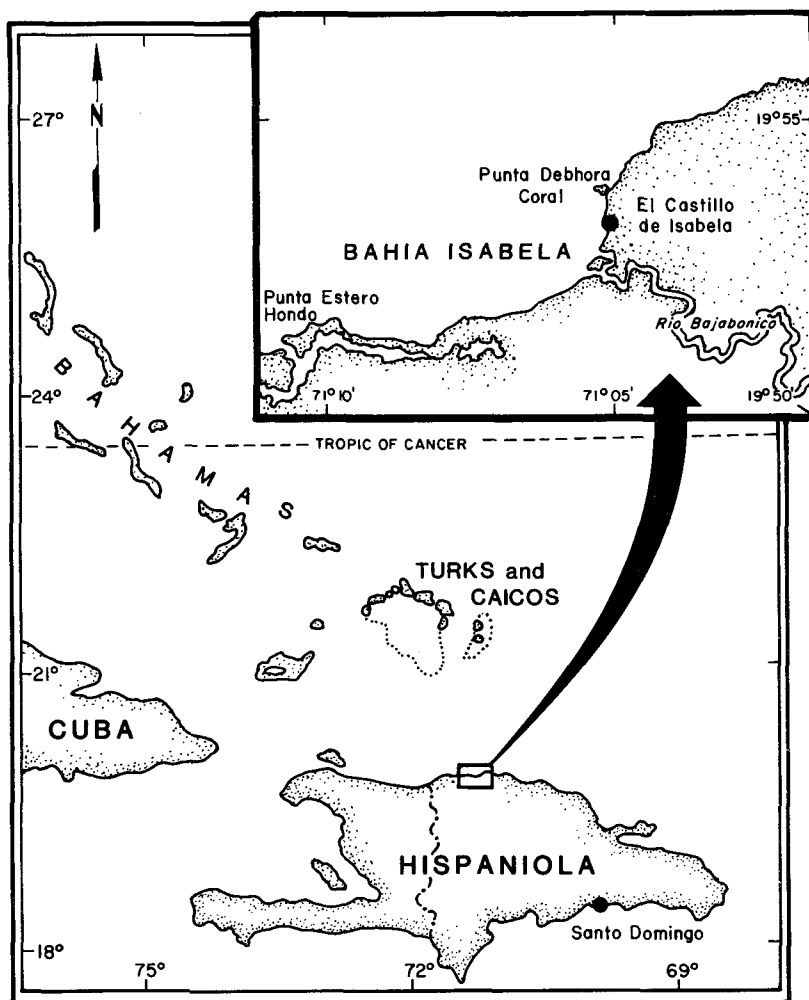 N
27°
24°
21°
18°
75°
72°
69°
19°55'
Punta Debhora
Coral
El Castillo
de Isabela
BAHIA ISABELA
Punta Estero
Hondo
Rio Bajabonico
71°10'
71°05'
19°50'
BAHAMAS
TROPIC OF CANCER
TURKS and
CAICOS
CUBA
HISPANIOLA
Santo Domingo